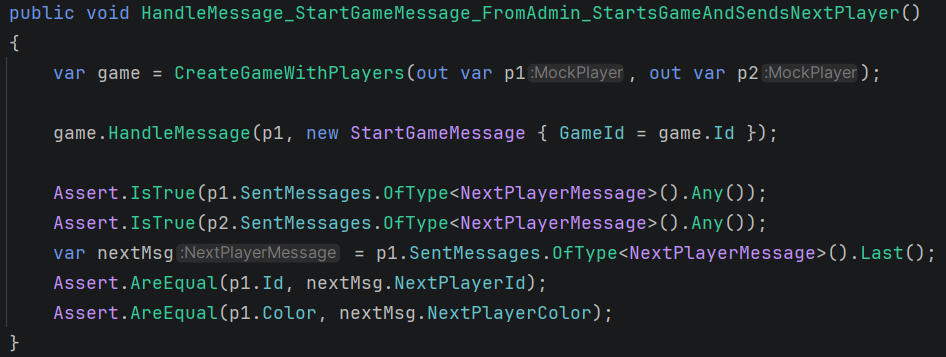 public void HandleMessage_StartGameMessage_FromAdmin_StartsGameAndSendsNextPlayer()
{
    var game = CreateGameWithPlayers(out var p1 :MockPlayer , out var p2 :MockPlayer );

    game.HandleMessage(p1, new StartGameMessage { GameId = game.Id });

    Assert.IsTrue(p1.SentMessages.OfType<NextPlayerMessage>().Any());
    Assert.IsTrue(p2.SentMessages.OfType<NextPlayerMessage>().Any());
    var nextMsg :NextPlayerMessage = p1.SentMessages.OfType<NextPlayerMessage>().Last();
    Assert.AreEqual(p1.Id, nextMsg.NextPlayerId);
    Assert.AreEqual(p1.Color, nextMsg.NextPlayerColor);
}